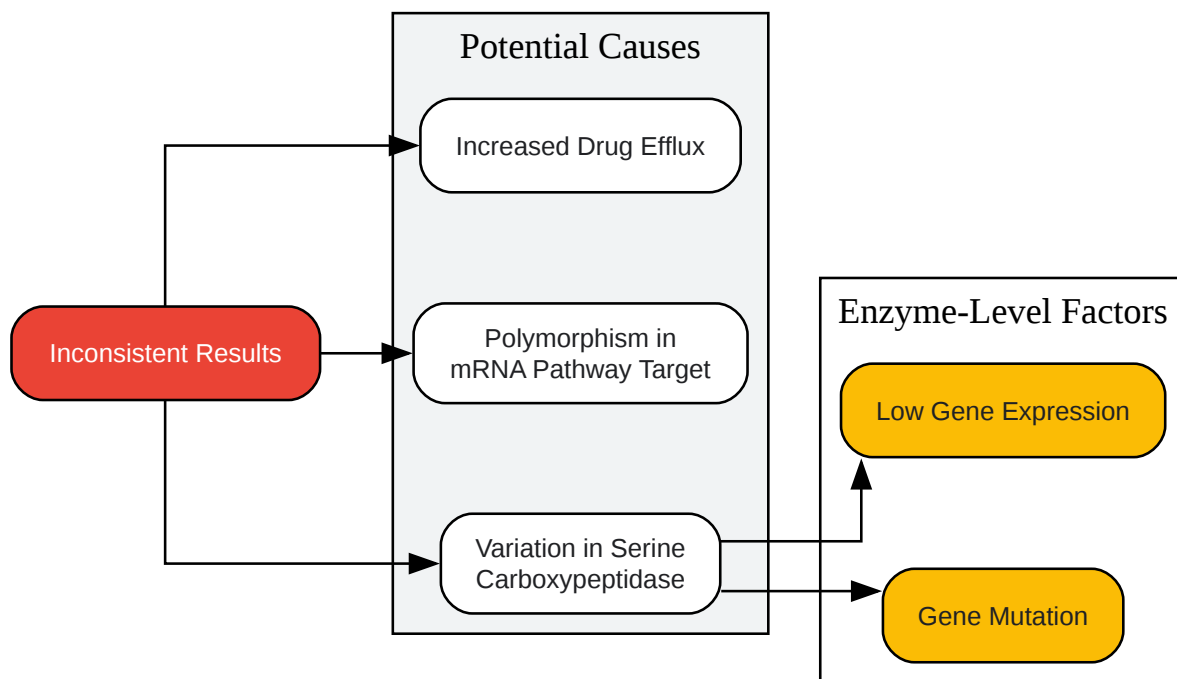 Potential Causes
Increased Drug Efflux
Inconsistent Results
Polymorphism in
mRNA Pathway Target
Variation in Serine
Carboxypeptidase
Enzyme-Level Factors
Low Gene Expression
Gene Mutation